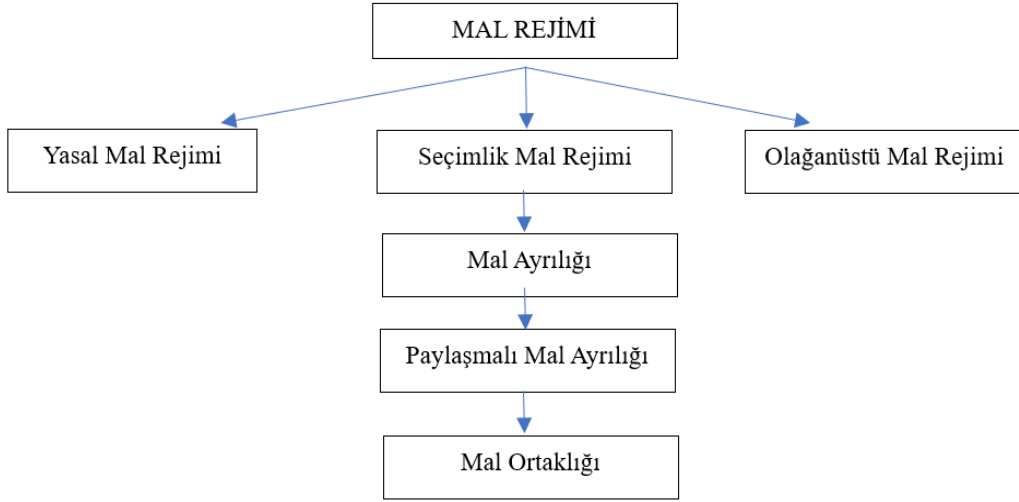 MAL REJİMİ
Yasal Mal Rejimi
Seçimlik Mal Rejimi
Olağanüstü Mal Rejimi
Mal Ayrılığı
Paylaşmalı Mal Ayrılığı
Mal Ortaklığı